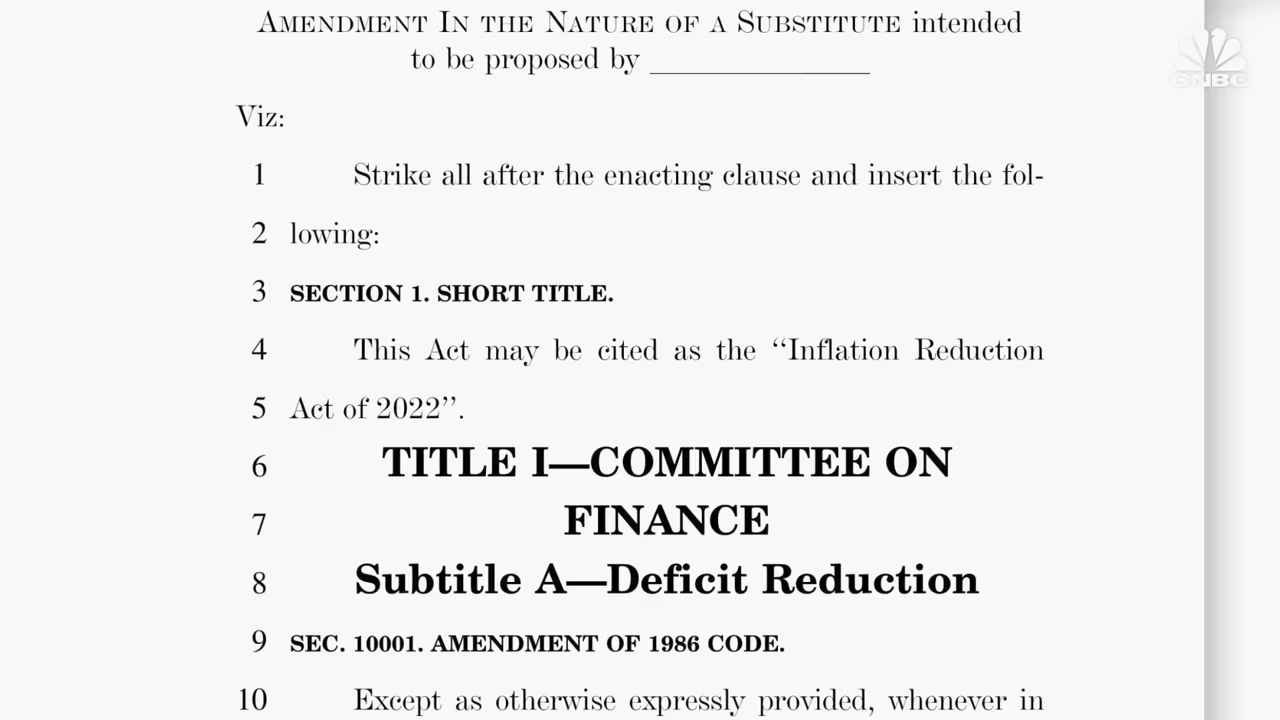 AMENDMENT IN THE NATURE OF A SUBSTITUTE intended
to be proposed by
Viz:
1 Strike all after the enacting clause and insert the fol-
2 lowing:
3 SECTION 1. SHORT TITLE.
4 This Act may be cited as the ‘‘Inflation Reduction
5 Act of 2022’’.
6 TITLE I—COMMITTEE ON
7 FINANCE
8 Subtitle A—Deficit Reduction
9 SEC. 10001. AMENDMENT OF 1986 CODE.
10 Except as otherwise expressly provided, whenever in
CNBC